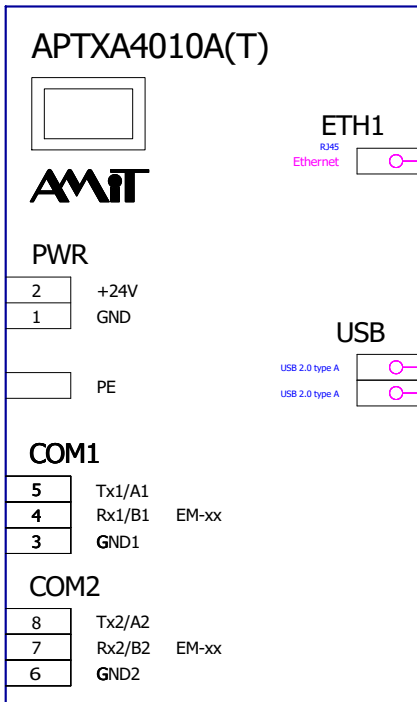 APTXA4010A(T)
AMiT
ETH1
RJ45
Ethernet
PWR
2 +24V
1 GND
PE
USB
USB 2.0 type A
USB 2.0 type A
COM1
5 Tx1/A1
4 Rx1/B1 EM-xx
3 GND1
COM2
8 Tx2/A2
7 Rx2/B2 EM-xx
6 GND2